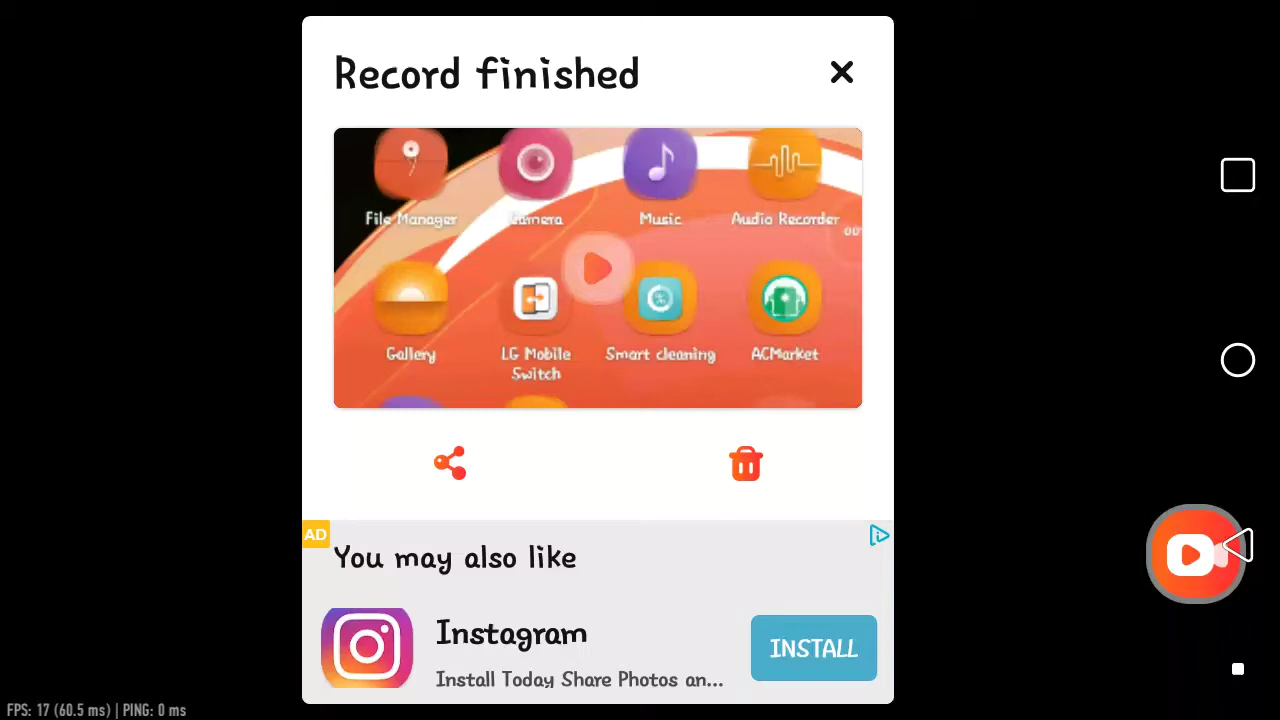 Record finished
File Manager
Camera
Music
Audio Recorder
00
Gallery
LG Mobile
Switch
Smart cleaning
ACMarket
AD
You may also like
Instagram
Install Today Share Photos an...
INSTALL
FPS: 17 (60.5 ms) | PING: 0 ms